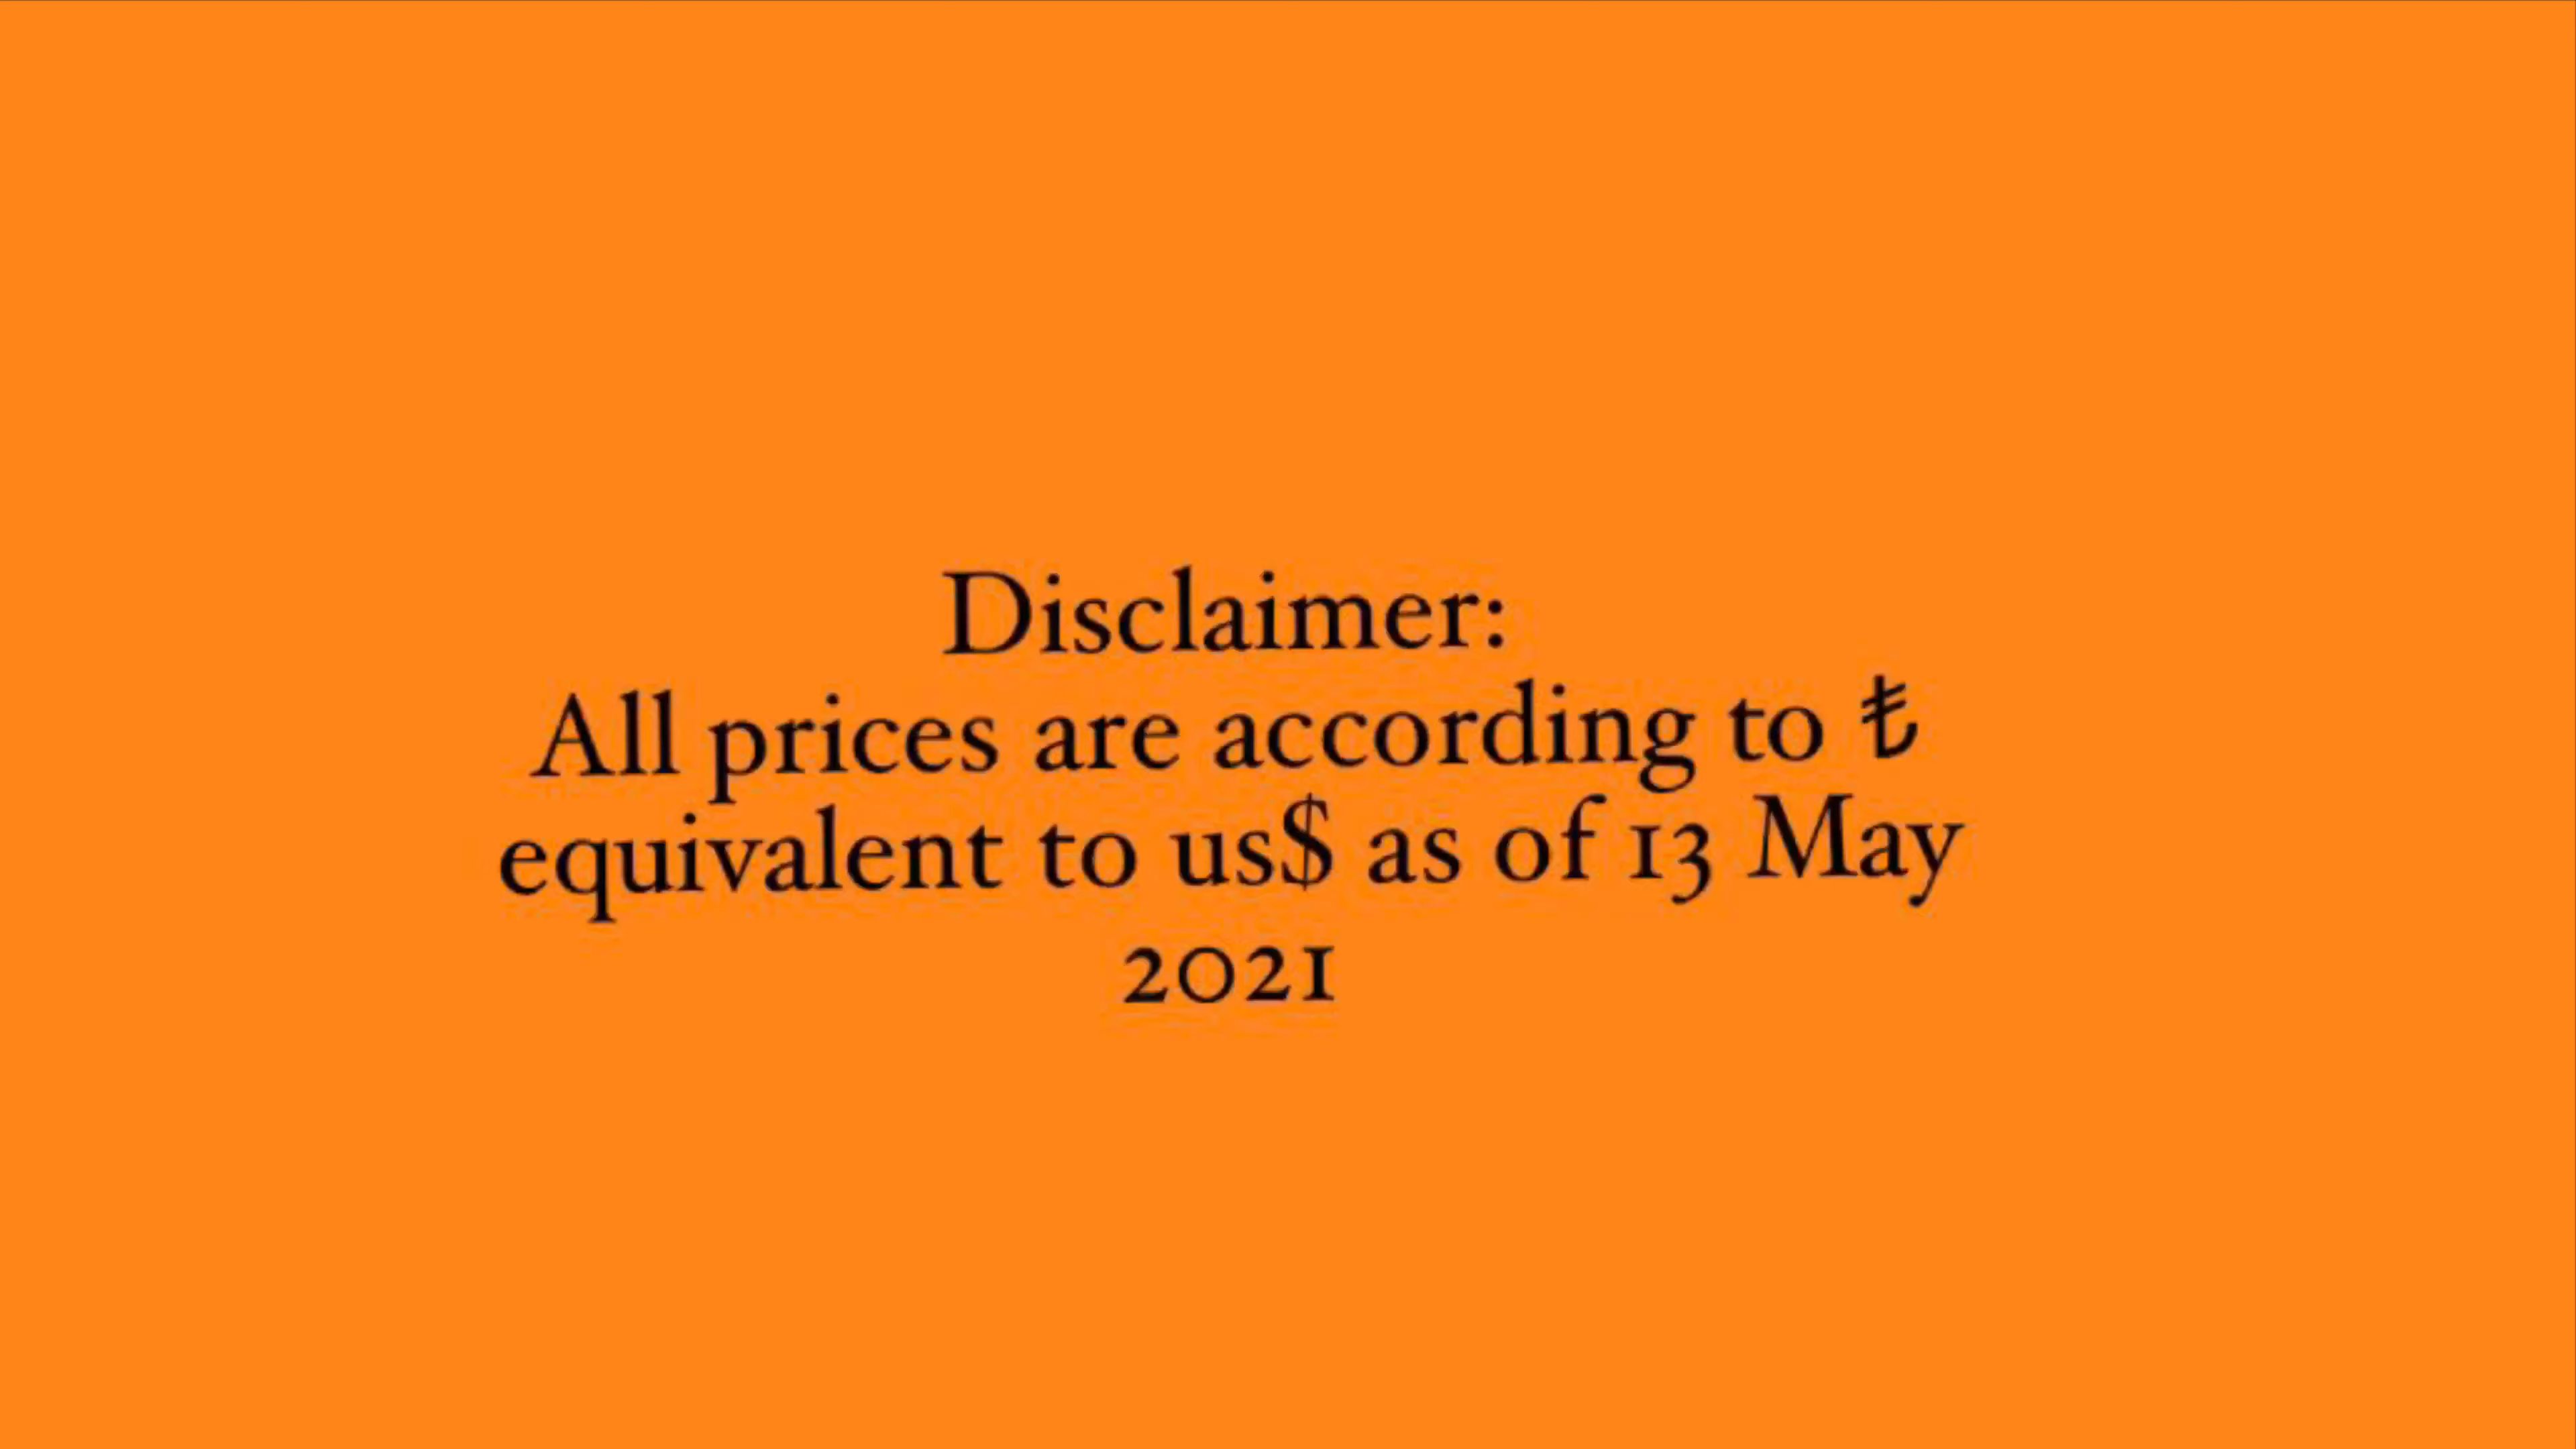 Disclaimer:
All prices are according to ₺
equivalent to us$ as of 13 May
2021